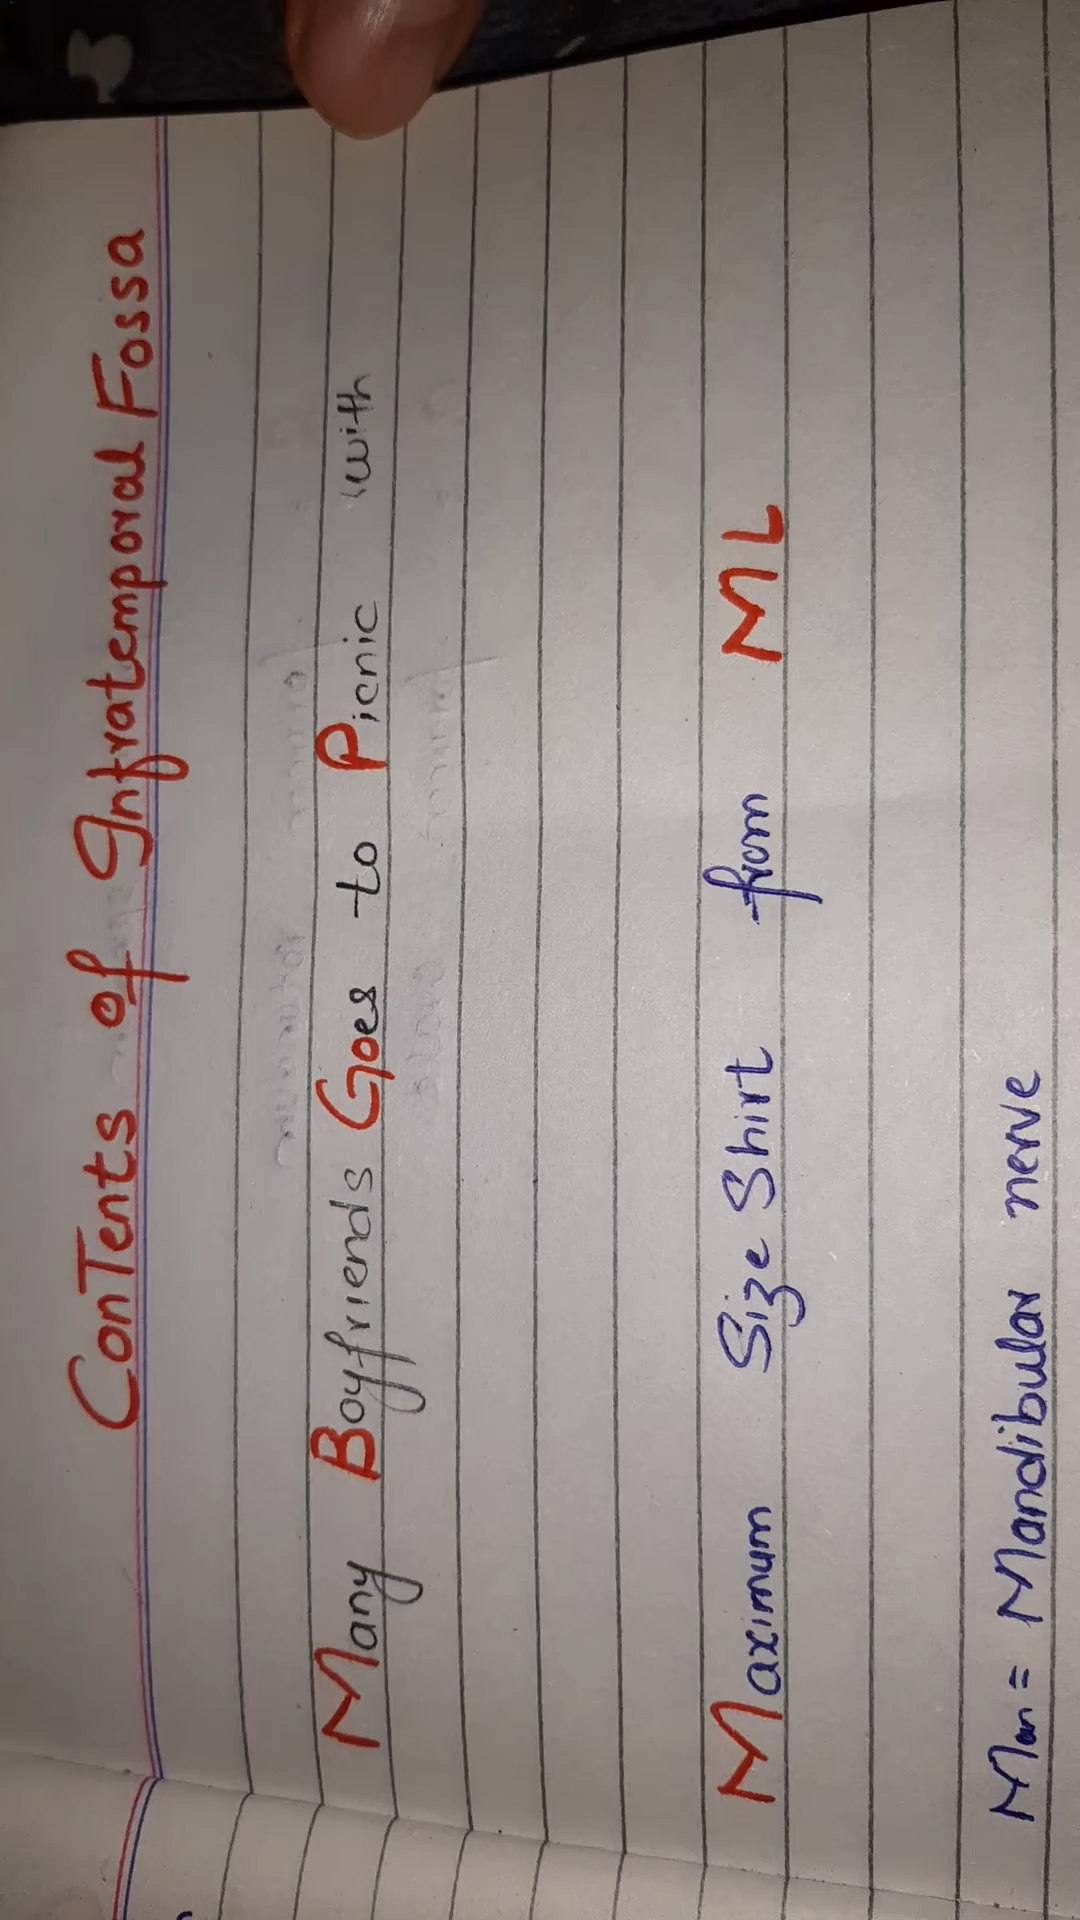 ConTents of Infratemporal Fossa
Many Boyfriends Goes to Picnic with
Maximum Size Shirt from ML
Man = Mandibular nerve